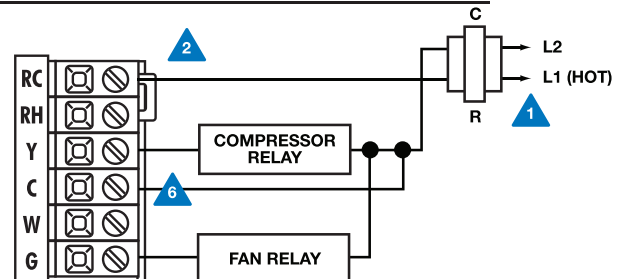 C
2
L2
RC
L1 (HOT)
RH
1
R
COMPRESSOR
RELAY
Y
C
6
W
G
FAN RELAY